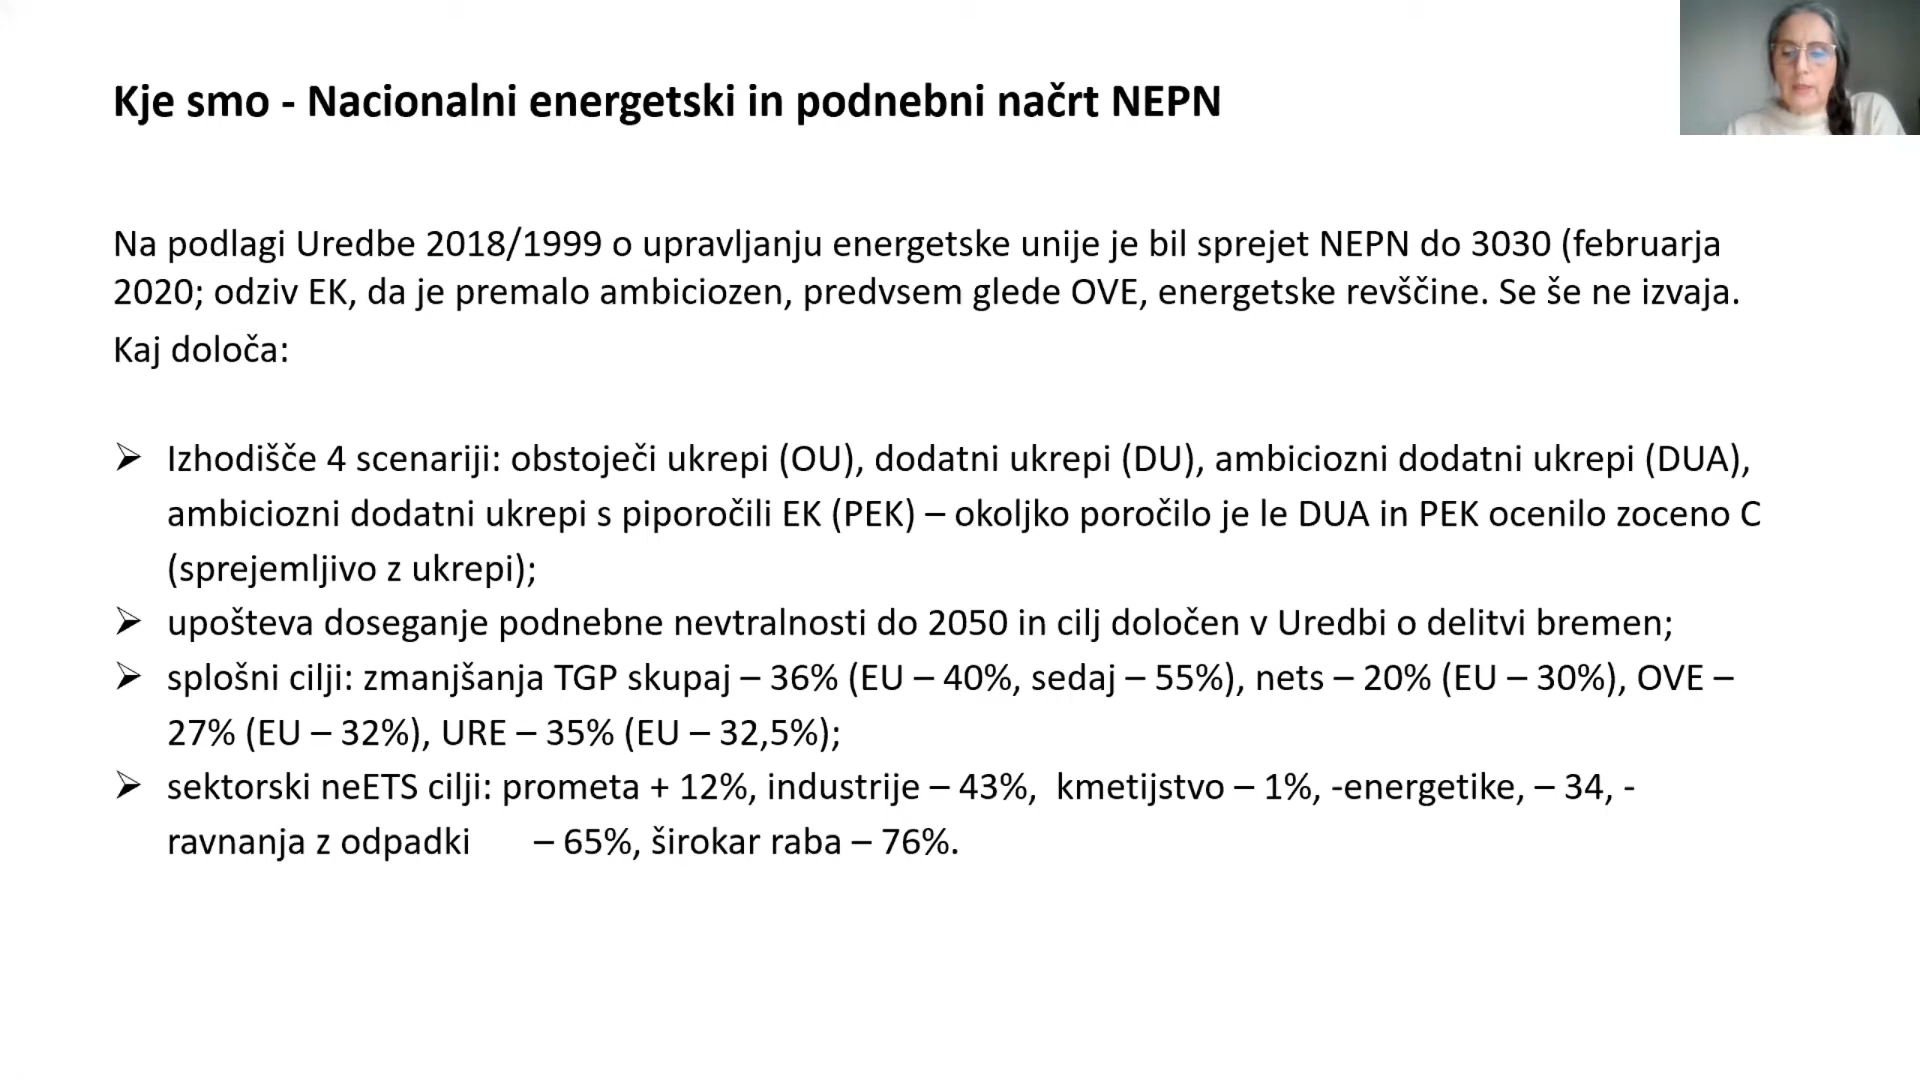 Kje smo - Nacionalni energetski in podnebni načrt NEPN
Na podlagi Uredbe 2018/1999 o upravljanju energetske unije je bil sprejet NEPN do 3030 (februarja
2020; odziv EK, da je premalo ambiciozen, predvsem glede OVE, energetske revščine. Se še ne izvaja.
Kaj določa:
➢ Izhodišče 4 scenariji: obstoječi ukrepi (OU), dodatni ukrepi (DU), ambiciozni dodatni ukrepi (DUA),
ambiciozni dodatni ukrepi s piporočili EK (PEK) – okoljko poročilo je le DUA in PEK ocenilo zoceno C
(sprejemljivo z ukrepi);
➢ upošteva doseganje podnebne nevtralnosti do 2050 in cilj določen v Uredbi o delitvi bremen;
➢ splošni cilji: zmanjšanja TGP skupaj – 36% (EU – 40%, sedaj – 55%), nets – 20% (EU – 30%), OVE –
27% (EU – 32%), URE – 35% (EU – 32,5%);
➢ sektorski neETS cilji: prometa + 12%, industrije – 43%,  kmetijstvo – 1%, -energetike, – 34, -
ravnanja z odpadki – 65%, širokar raba – 76%.